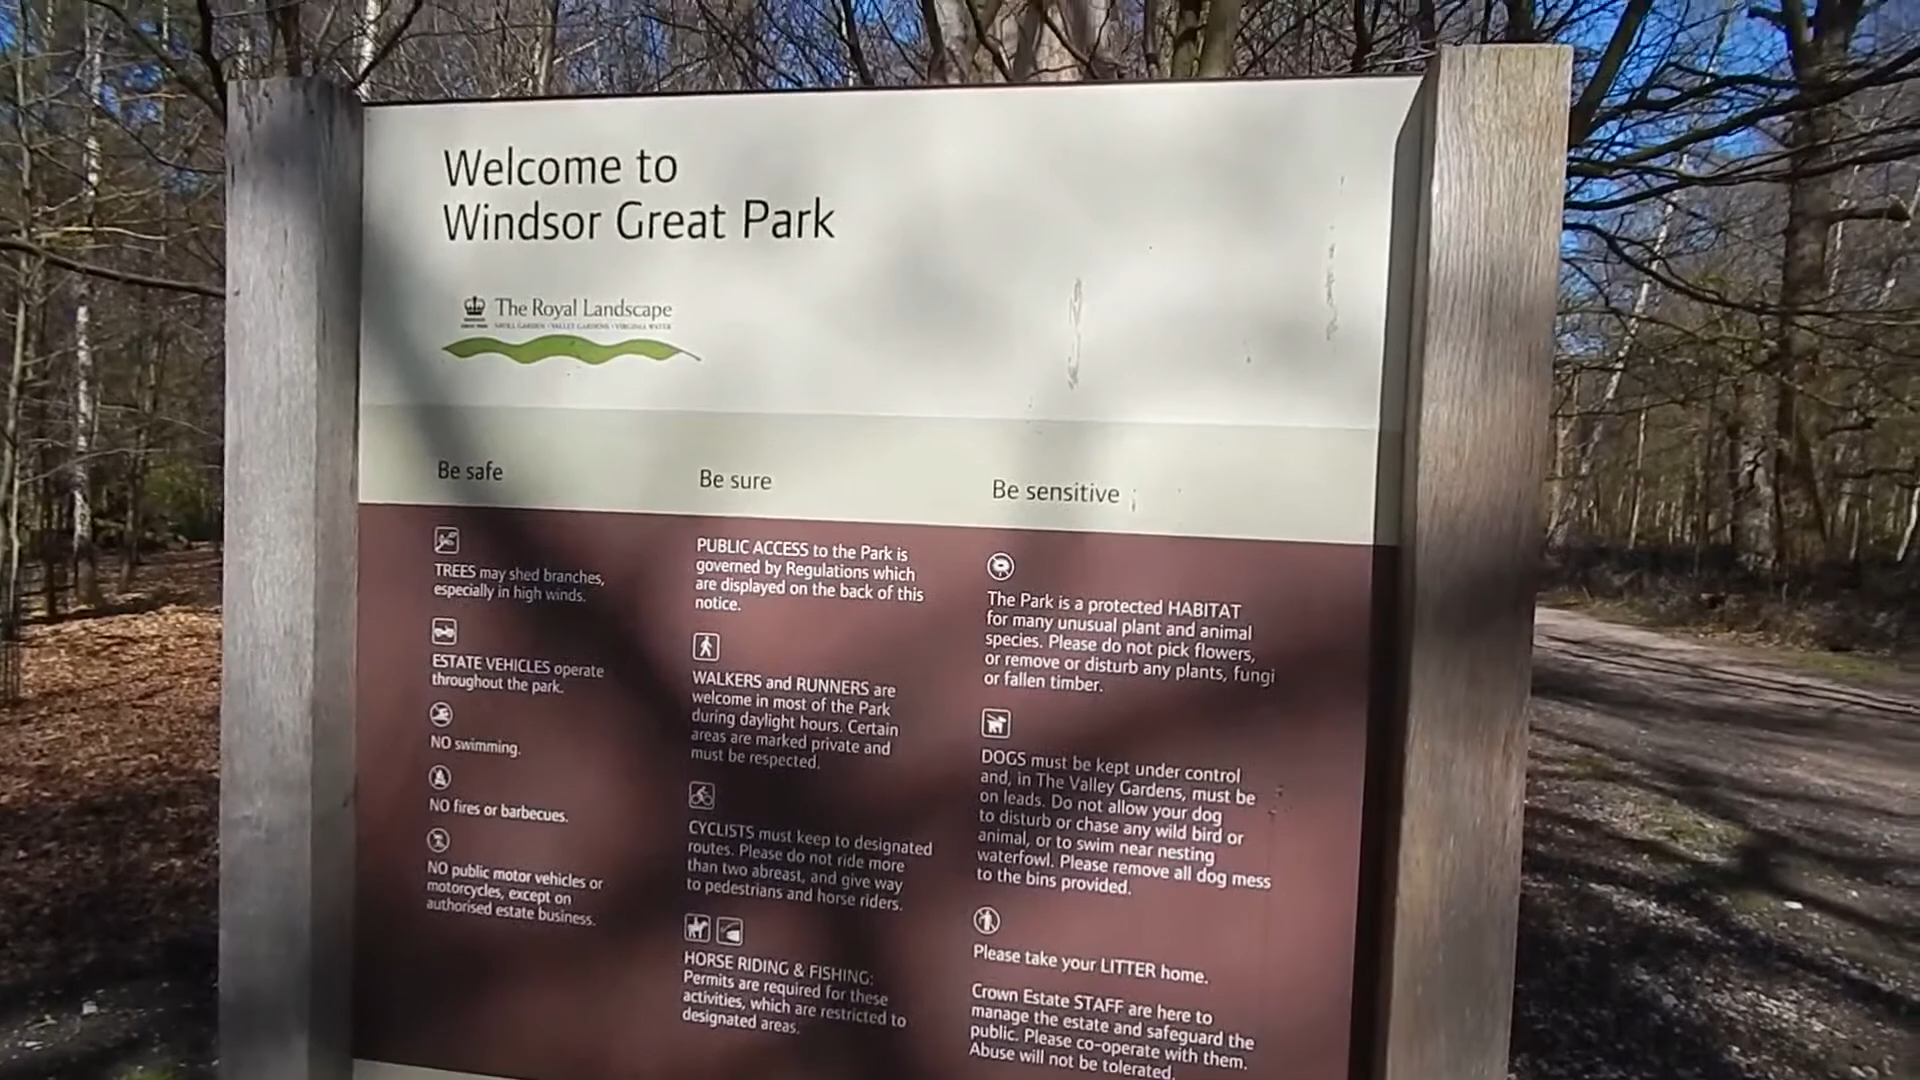 Welcome to
Windsor Great Park
The Royal Landscape
SAVILL GARDEN • VALLEY GARDENS • VIRGINIA WATER
Be safe
TREES may shed branches,
especially in high winds.
ESTATE VEHICLES operate
throughout the park.
NO swimming.
NO fires or barbecues.
NO public motor vehicles or
motorcycles, except on
authorised estate business.
Be sure
PUBLIC ACCESS to the Park is
governed by Regulations which
are displayed on the back of this
notice.
WALKERS and RUNNERS are
welcome in most of the Park
during daylight hours. Certain
areas are marked private and
must be respected.
CYCLISTS must keep to designated
routes. Please do not ride more
than two abreast, and give way
to pedestrians and horse riders.
HORSE RIDING & FISHING:
Permits are required for these
activities, which are restricted to
designated areas.
Be sensitive
The Park is a protected HABITAT
for many unusual plant and animal
species. Please do not pick flowers,
or remove or disturb any plants, fungi
or fallen timber.
DOGS must be kept under control
and, in The Valley Gardens, must be
on leads. Do not allow your dog
to disturb or chase any wild bird or
animal, or to swim near nesting
waterfowl. Please remove all dog mess
to the bins provided.
Please take your LITTER home.
Crown Estate STAFF are here to
manage the estate and safeguard the
public. Please co-operate with them.
Abuse will not be tolerated.